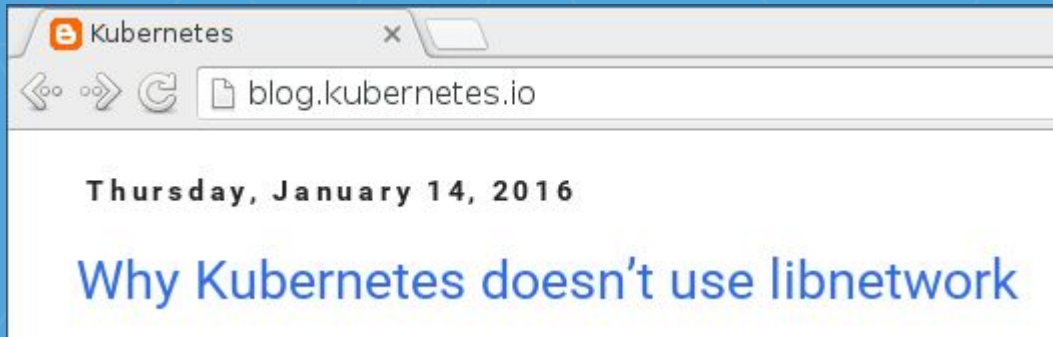 Kubernetes
blog.kubernetes.io
Thursday, January 14, 2016
Why Kubernetes doesn’t use libnetwork